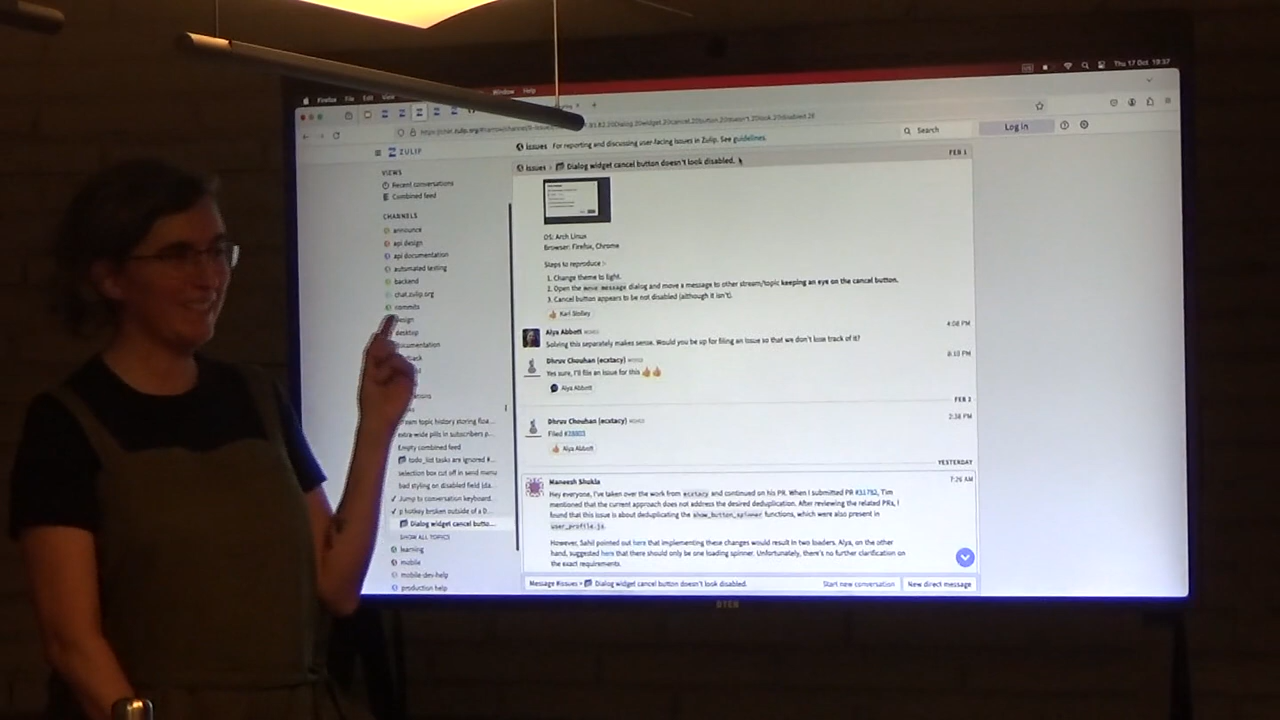 Firefox File Edit View Window Help Thu 17 Oct 19:37
Search
Log in
ZULIP
issues For reporting and discussing user-facing issues in Zulip. See guidelines.
issues > Dialog widget cancel button doesn't look disabled. FEB 1
VIEWS
Recent conversations
Combined feed
CHANNELS
announce
api design
api documentation
automated testing
backend
chat.zulip.org
commits
design
desktop
extra-wide pills in subscribers p...
Empty combined feed
todo_list tasks are ignored
selection box cut off in send menu
bad styling on disabled field (da...
Jump to conversation keyboard...
p hotkey broken outside of a D...
Dialog widget cancel butto...
SHOW ALL TOPICS
learning
mobile
mobile-dev-help
production help
OS: Arch Linux
Browser: Firefox, Chrome
Steps to reproduce :-
1. Change theme to light.
2. Open the move message dialog and move a message to other stream/topic keeping an eye on the cancel button.
3. Cancel button appears to be not disabled (although it isn't).
Karl Stolley
Alya Abbott 4:08 PM
Solving this separately makes sense. Would you be up for filing an issue so that we don't lose track of it?
Dhruv Chouhan (ecstacy) 8:10 PM
Yes sure, I'll file an issue for this
Alya Abbott
FEB 2
Dhruv Chouhan (ecstacy) 2:38 PM
Filed
Alya Abbott
YESTERDAY
Maneesh Shukla 7:26 AM
Hey everyone, I've taken over the work from ecstacy and continued on his PR. When I submitted PR #31782, Tim
mentioned that the current approach does not address the desired deduplication. After reviewing the related PRs, I
found that this issue is about deduplicating the show_button_spinner functions, which were also present in
user_profile.js.
However, Sahil pointed out here that implementing these changes would result in two loaders. Alya, on the other
hand, suggested here that there should only be one loading spinner. Unfortunately, there's no further clarification on
the exact requirements.
Message #issues > Dialog widget cancel button doesn't look disabled. Start new conversation New direct message
DTEN